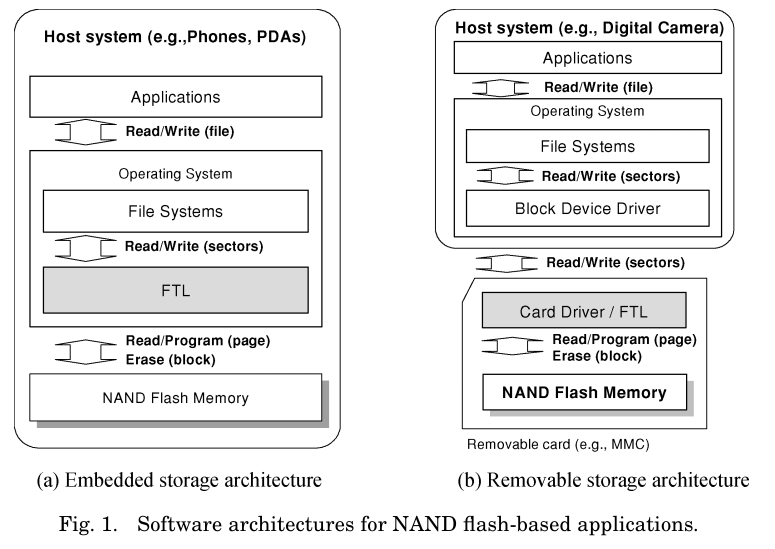 Host system (e.g.,Phones, PDAs)
Applications
Read/Write (file)
Operating System
File Systems
Read/Write (sectors)
FTL
Read/Program (page)
Erase (block)
NAND Flash Memory
(a) Embedded storage architecture
Host system (e.g., Digital Camera)
Applications
Read/Write (file)
Operating System
File Systems
Read/Write (sectors)
Block Device Driver
Read/Write (sectors)
Card Driver / FTL
Read/Program (page)
Erase (block)
NAND Flash Memory
Removable card (e.g., MMC)
(b) Removable storage architecture
Fig. 1. Software architectures for NAND flash-based applications.